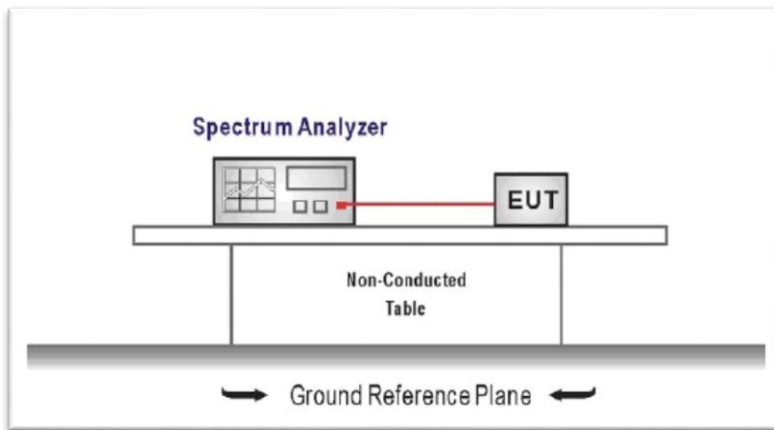 Spectrum Analyzer
EUT
Non-Conducted
Table
Ground Reference Plane